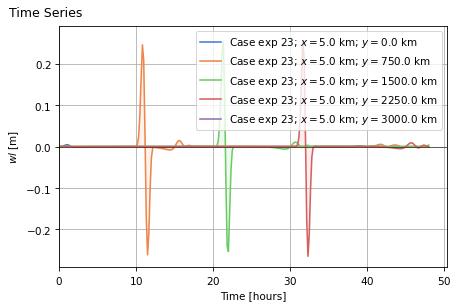 Time Series
Case exp 23; x = 5.0 km; y = 0.0 km
Case exp 23; x = 5.0 km; y = 750.0 km
Case exp 23; x = 5.0 km; y = 1500.0 km
Case exp 23; x = 5.0 km; y = 2250.0 km
Case exp 23; x = 5.0 km; y = 3000.0 km
0.2
0.1
0.0
−0.1
−0.2
wl [m]
0 10 20 30 40 50
Time [hours]